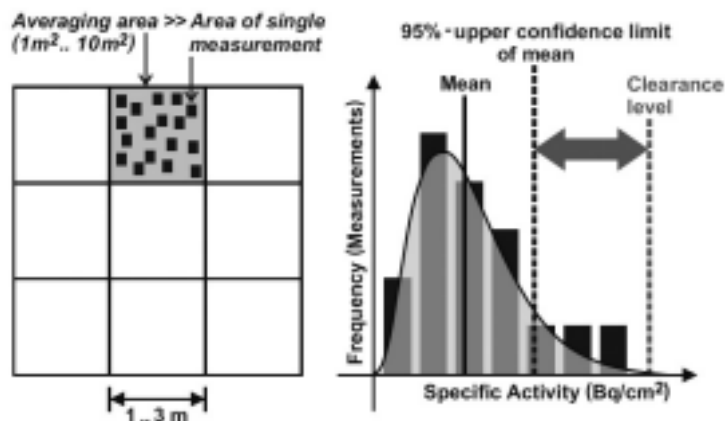 Averaging area >> Area of single
(1m².. 10m²) measurement
1 .. 3 m
95% - upper confidence limit
of mean
Mean
Clearance
level
Frequency (Measurements)
Specific Activity (Bq/cm²)